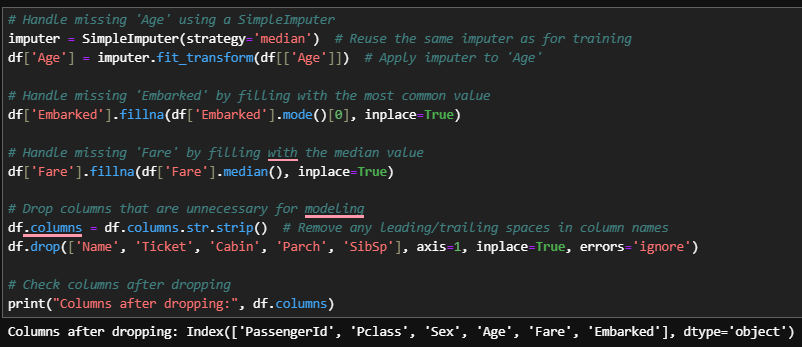 # Handle missing 'Age' using a SimpleImputer
imputer = SimpleImputer(strategy='median')  # Reuse the same imputer as for training
df['Age'] = imputer.fit_transform(df[['Age']])  # Apply imputer to 'Age'
# Handle missing 'Embarked' by filling with the most common value
df['Embarked'].fillna(df['Embarked'].mode()[0], inplace=True)
# Handle missing 'Fare' by filling with the median value
df['Fare'].fillna(df['Fare'].median(), inplace=True)
# Drop columns that are unnecessary for modeling
df.columns = df.columns.str.strip()  # Remove any leading/trailing spaces in column names
df.drop(['Name', 'Ticket', 'Cabin', 'Parch', 'SibSp'], axis=1, inplace=True, errors='ignore')
# Check columns after dropping
print("Columns after dropping:", df.columns)
Columns after dropping: Index(['PassengerId', 'Pclass', 'Sex', 'Age', 'Fare', 'Embarked'], dtype='object')